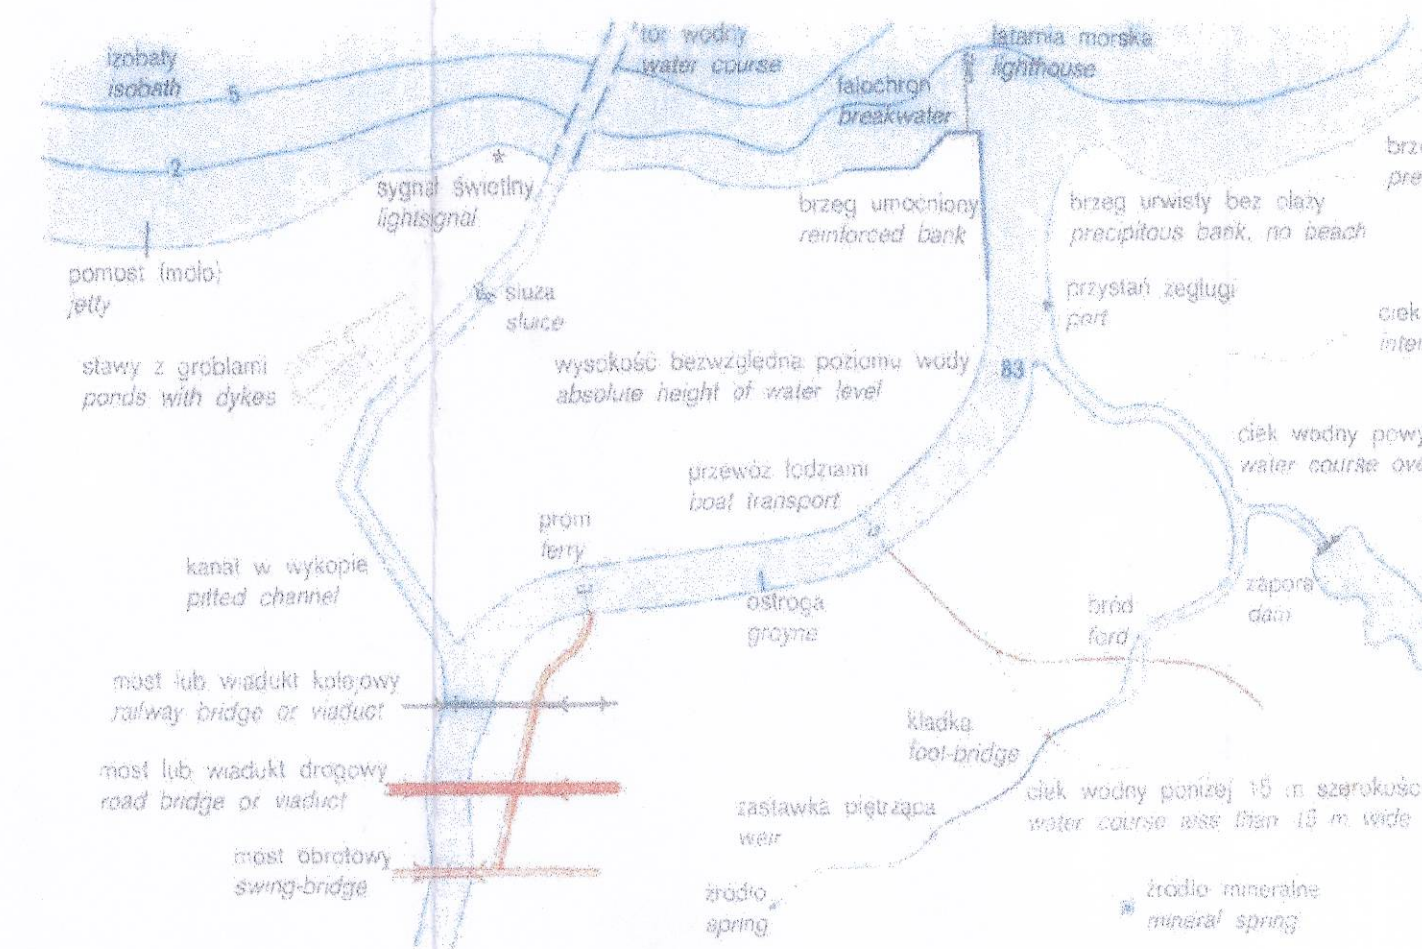 izobaty
isobath
5
2
tor wodny
water course
latarnia morska
lighthouse
falochron
breakwater
sygnał świetlny
lightsignal
brzeg umocniony
reinforced bank
brzeg urwisty bez plaży
precipitous bank, no beach
brze
pre
pomost (molo)
jetty
śluza
sluice
przystań żeglugi
port
ciek
inter
stawy z groblami
ponds with dykes
wysokość bezwzględna poziomu wody
absolute height of water level
83
ciek wodny powy
water course ove
przewóz łodziami
boat transport
prom
ferry
kanał w wykopie
pitted channel
ostroga
groyne
bród
ford
zapora
dam
most lub wiadukt kolejowy
railway bridge or viaduct
kładka
foot-bridge
most lub wiadukt drogowy
road bridge or viaduct
zastawka piętrząca
weir
ciek wodny poniżej 15 m szerokośc
water course less than 15 m wide
most obrotowy
swing-bridge
źródło
spring
źródło mineralne
mineral spring